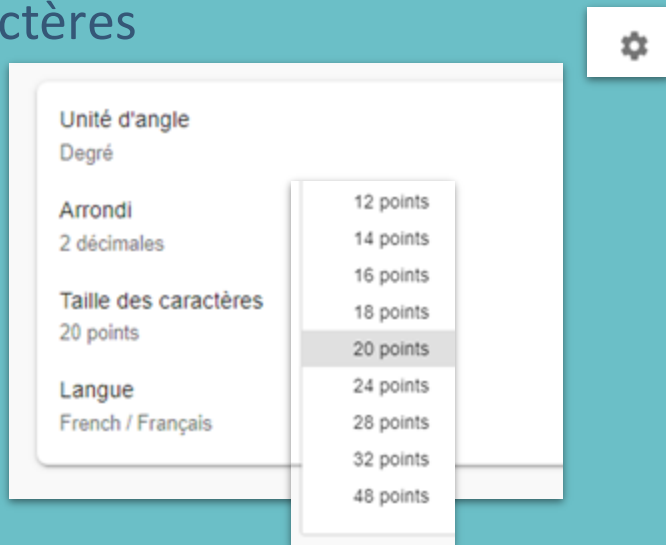 ctères
Unité d'angle
Degré
Arrondi
2 décimales
Taille des caractères
20 points
Langue
French / Français
12 points
14 points
16 points
18 points
20 points
24 points
28 points
32 points
48 points